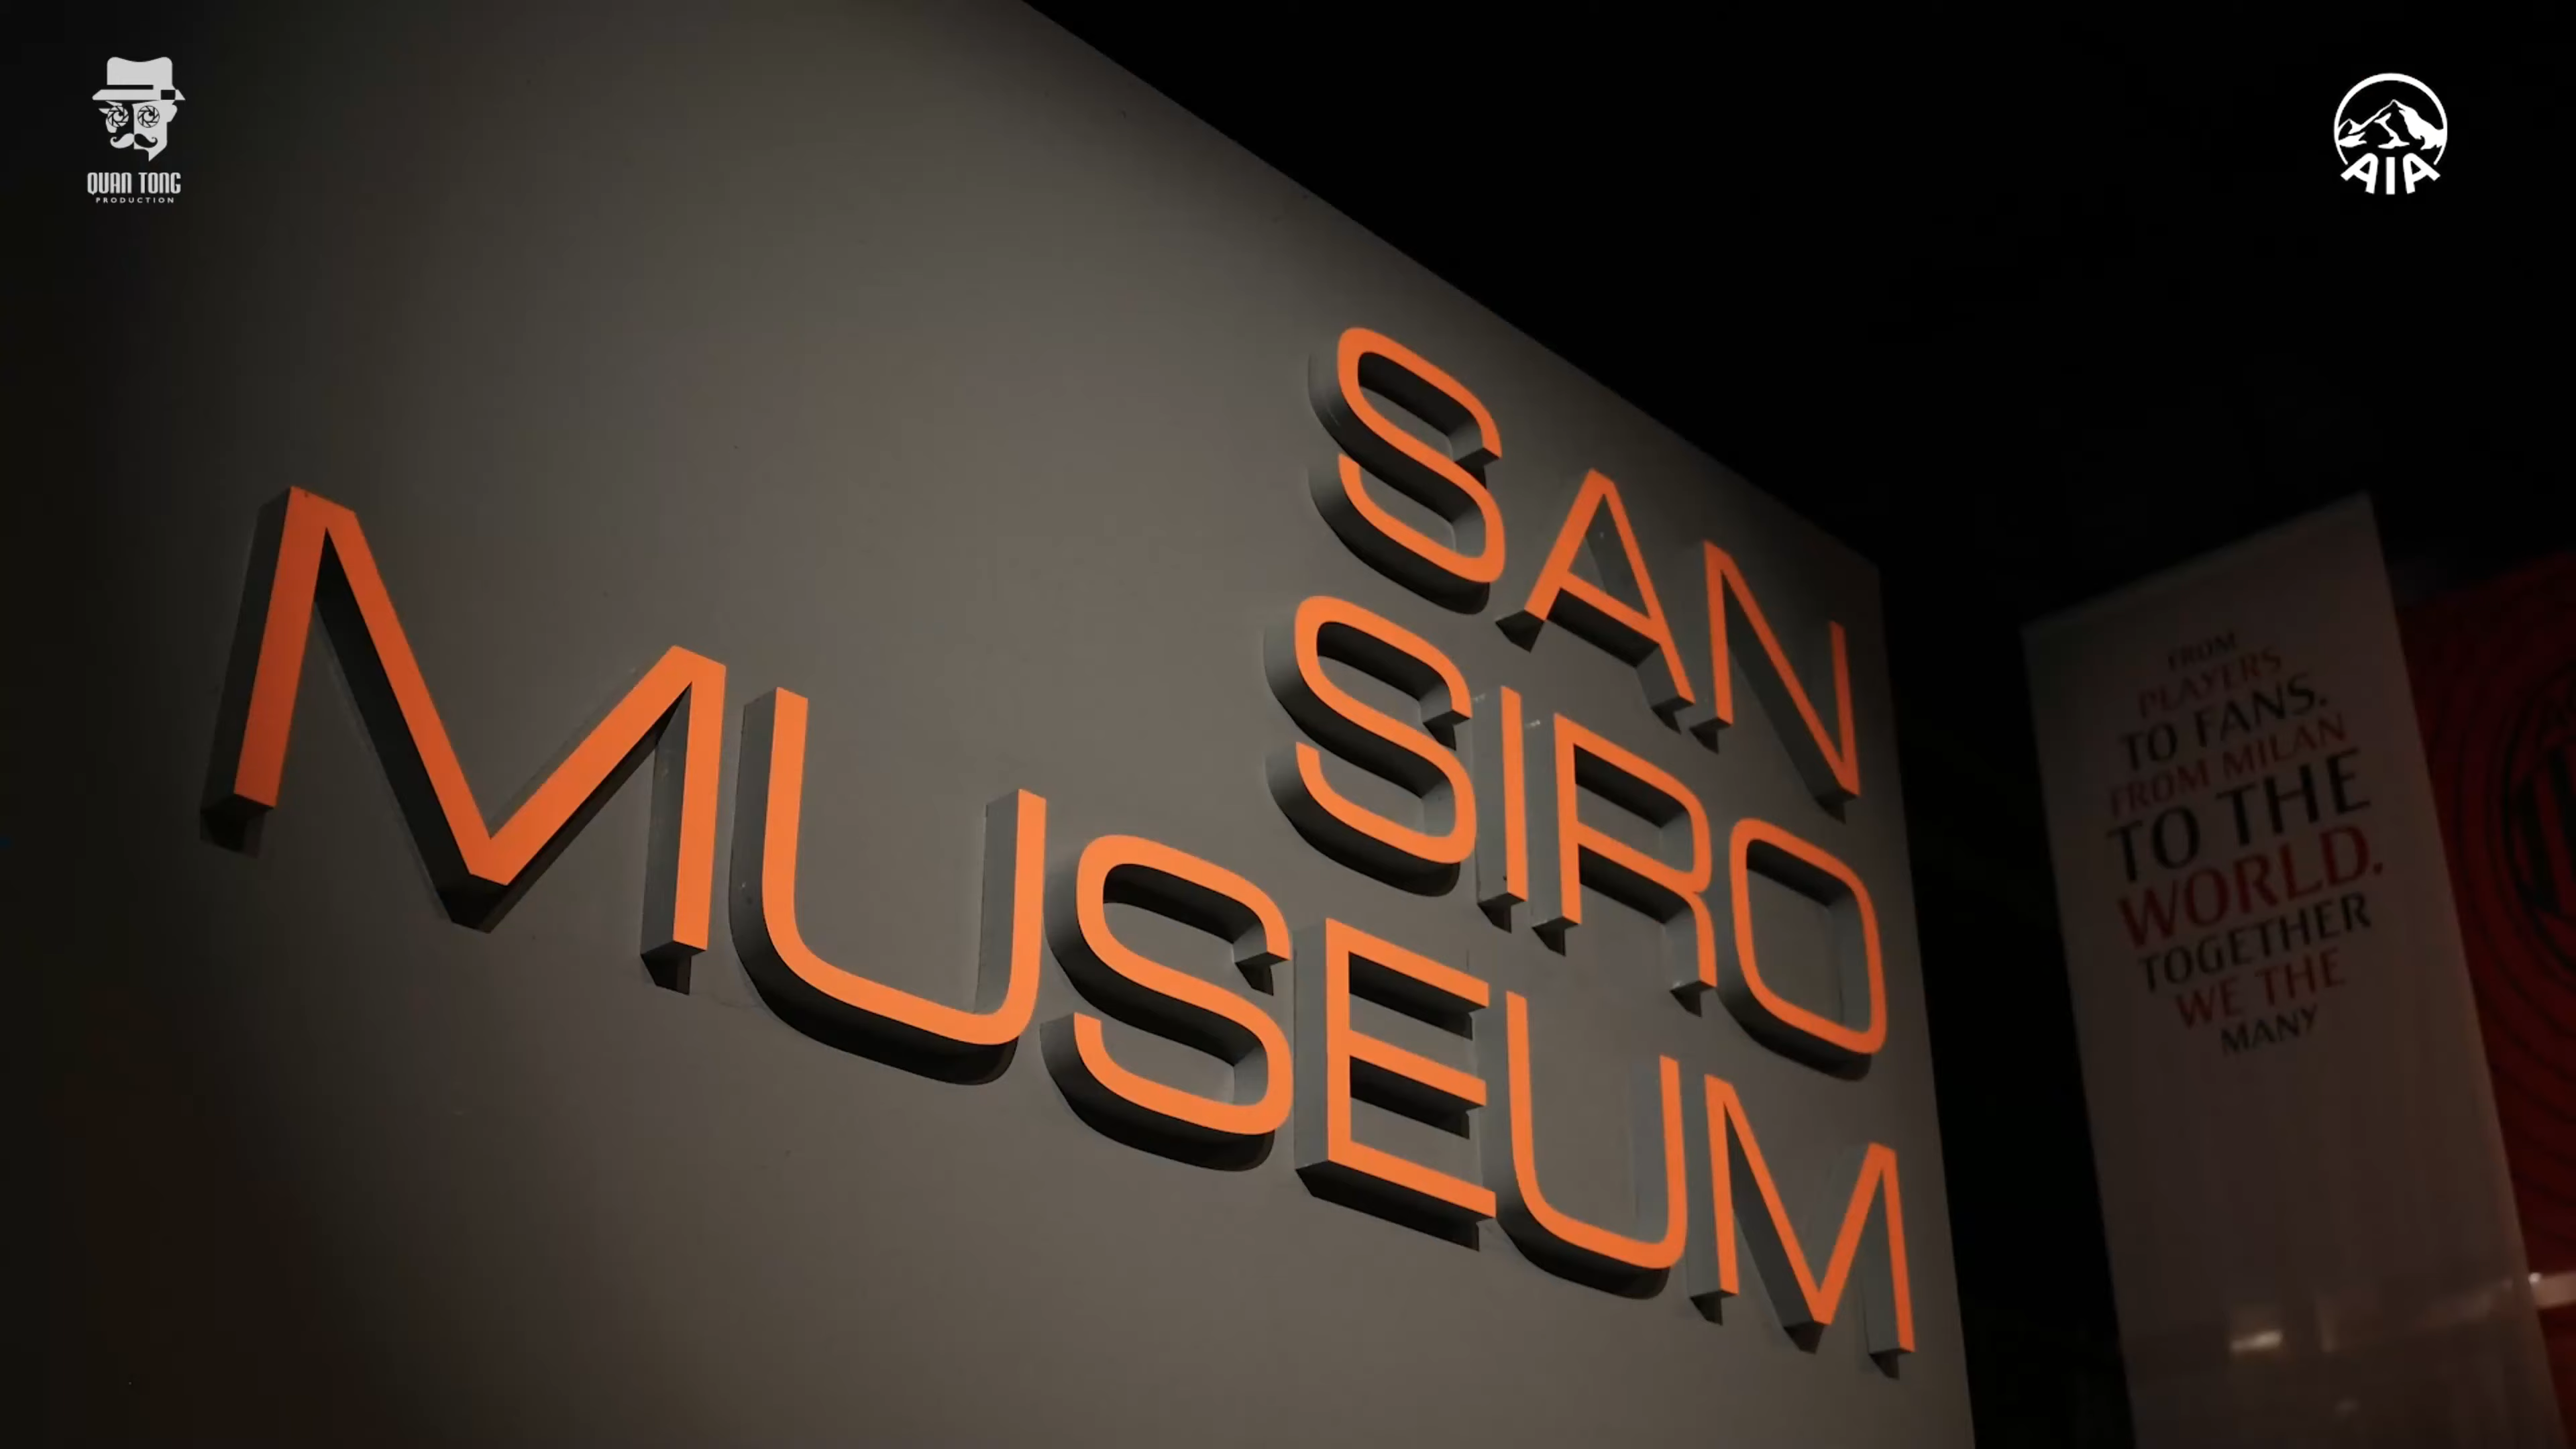 QUAN TONG
PRODUCTION
AIA
SAN
SIRO
MUSEUM
FROM
PLAYERS
TO FANS.
FROM MILAN
TO THE
WORLD.
TOGETHER
WE THE
MANY